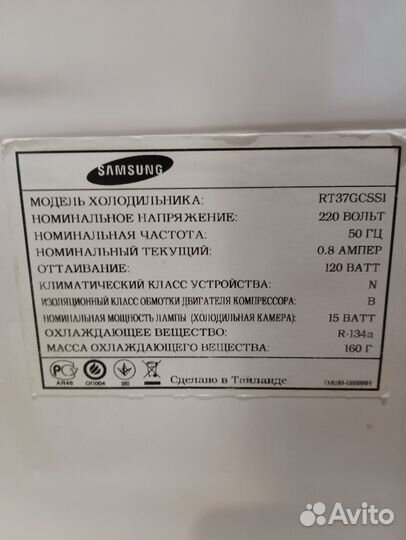 SAMSUNG
МОДЕЛЬ ХОЛОДИЛЬНИКА: RT37GCSS1
НОМИНАЛЬНОЕ НАПРЯЖЕНИЕ: 220 ВОЛЬТ
НОМИНАЛЬНАЯ ЧАСТОТА: 50 ГЦ
НОМИНАЛЬНЫЙ ТЕКУЩИЙ: 0.8 АМПЕР
ОТТАИВАНИЕ: 120 ВАТТ
КЛИМАТИЧЕСКИЙ КЛАСС УСТРОЙСТВА: N
ИЗОЛЯЦИОННЫЙ КЛАСС ОБМОТКИ ДВИГАТЕЛЯ КОМПРЕССОРА: B
НОМИНАЛЬНАЯ МОЩНОСТЬ ЛАМПЫ (ХОЛОДИЛЬНАЯ КАМЕРА): 15 ВАТТ
ОХЛАЖДАЮЩЕЕ ВЕЩЕСТВО: R-134a
МАССА ОХЛАЖДАЮЩЕГО ВЕЩЕСТВА: 160 Г
АЯ46 ОП004 Сделано в Таиланде
Avito